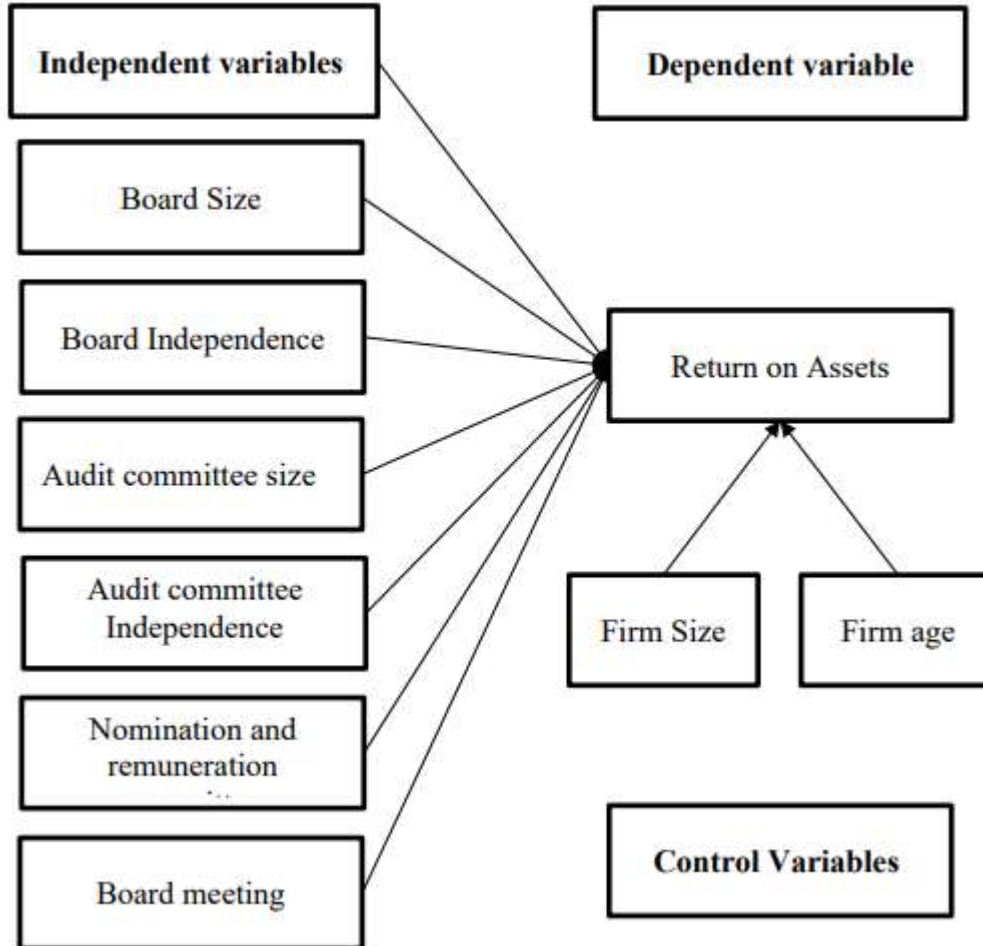 Independent variables
Dependent variable
Board Size
Board Independence
Return on Assets
Audit committee size
Audit committee
Independence
Firm Size
Firm age
Nomination and
remuneration
Control Variables
Board meeting